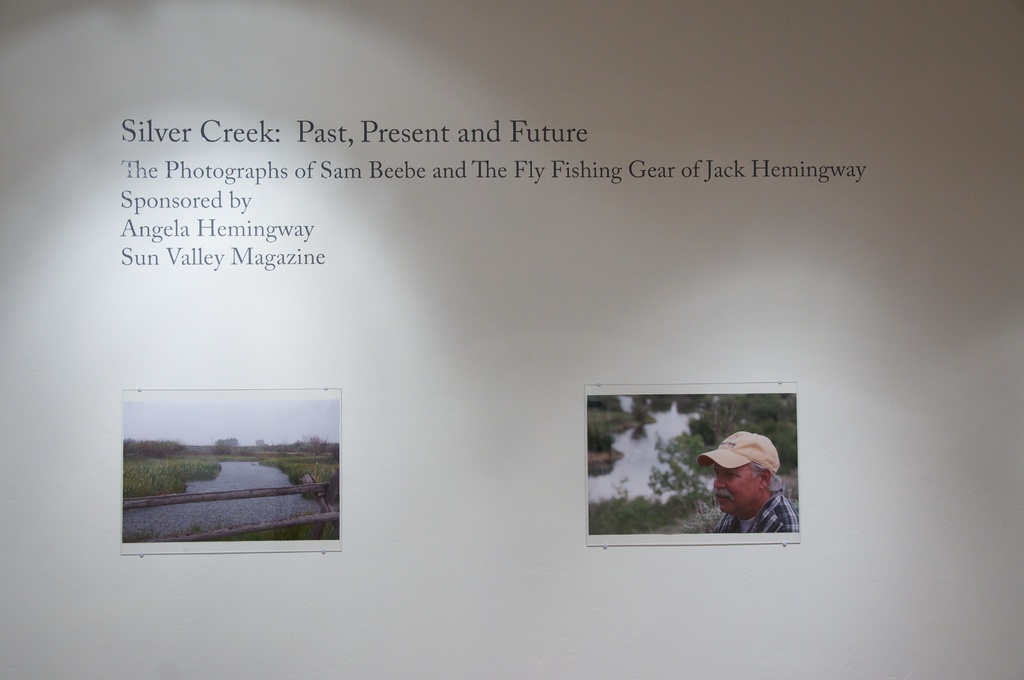 Silver Creek: Past, Present and Future
The Photographs of Sam Beebe and The Fly Fishing Gear of Jack Hemingway
Sponsored by
Angela Hemingway
Sun Valley Magazine